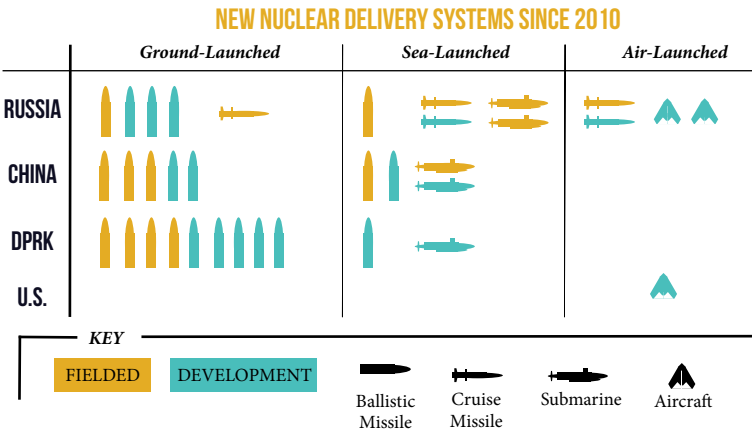 NEW NUCLEAR DELIVERY SYSTEMS SINCE 2010
Ground-Launched Sea-Launched Air-Launched
RUSSIA
CHINA
DPRK
U.S.
KEY
FIELDED DEVELOPMENT
Ballistic Missile
Cruise Missile
Submarine
Aircraft